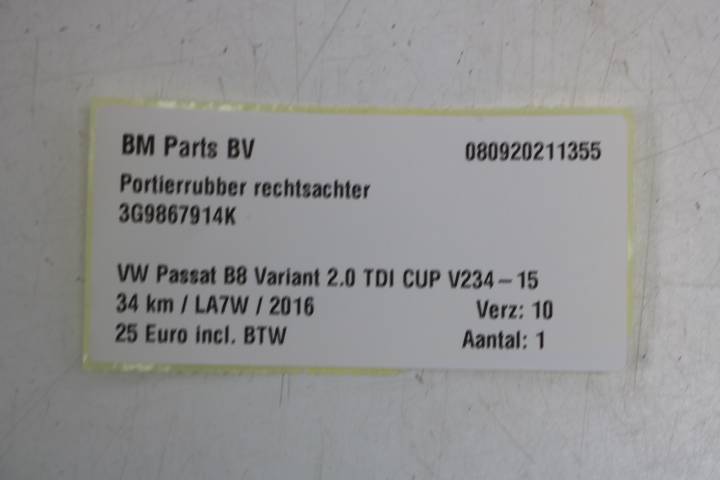 BM Parts BV 080920211355
Portierrubber rechtsachter
3G9867914K
VW Passat B8 Variant 2.0 TDI CUP V234-15
34 km / LA7W / 2016 Verz: 10
25 Euro incl. BTW Aantal: 1